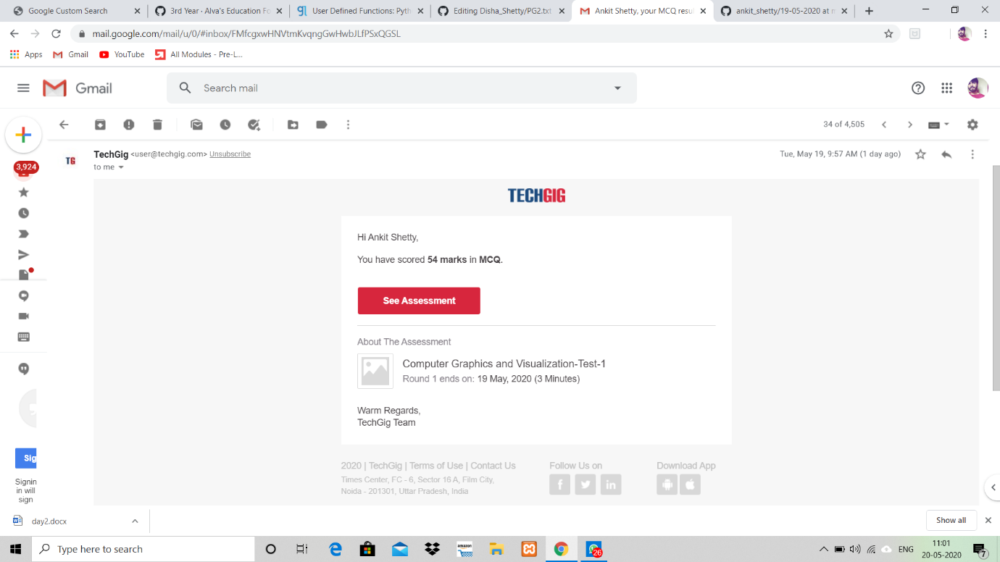 Google Custom Search
3rd Year · Alva's Education Fo
User Defined Functions: Pyth
Editing Disha_Shetty/PG2.txt
Ankit Shetty, your MCQ resul
ankit_shetty/19-05-2020 at m
mail.google.com/mail/u/0/#inbox/FMfcgxwHNVtmKvqngGwHwbJLfPSxQGSL
Apps
Gmail
YouTube
All Modules - Pre-L...
Gmail
Search mail
34 of 4,505
TG
TechGig <user@techgig.com> Unsubscribe
Tue, May 19, 9:57 AM (1 day ago)
to me
3,924
TECHGIG
Hi Ankit Shetty,
You have scored 54 marks in MCQ.
See Assessment
About The Assessment
Computer Graphics and Visualization-Test-1
Round 1 ends on: 19 May, 2020 (3 Minutes)
Warm Regards,
TechGig Team
2020 | TechGig | Terms of Use | Contact Us
Times Center, FC - 6, Sector 16 A, Film City,
Noida - 201301, Uttar Pradesh, India
Follow Us on
Download App
Sig
Signin
in will
sign
day2.docx
Show all
Type here to search
amazon
26
ENG
11:01
20-05-2020
7